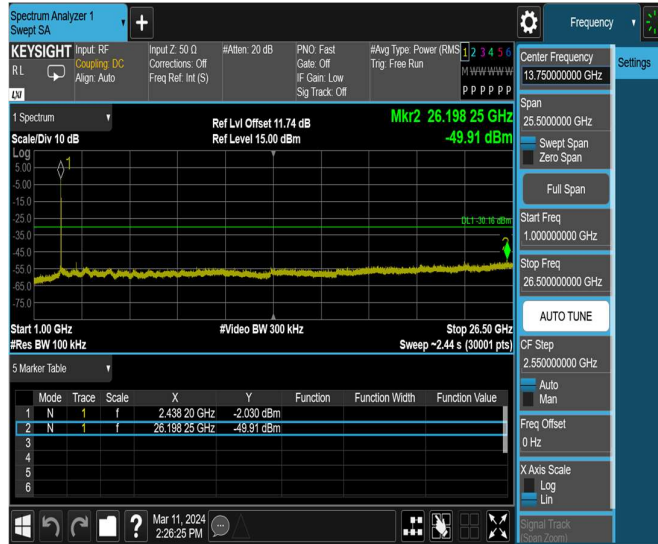 Spectrum Analyzer 1
Swept SA
+
Frequency
KEYSIGHT
RL
LXI
Input: RF
Coupling: DC
Align: Auto
Input Z: 50 Ω
Corrections: Off
Freq Ref: Int (S)
#Atten: 20 dB
PNO: Fast
Gate: Off
IF Gain: Low
Sig Track: Off
#Avg Type: Power (RMS
Trig: Free Run
1 2 3 4 5 6
M W W W W W
P P P P P P
Center Frequency
13.750000000 GHz
Settings
Span
25.5000000 GHz
Swept Span
Zero Span
Full Span
Start Freq
1.000000000 GHz
Stop Freq
26.500000000 GHz
AUTO TUNE
CF Step
2.550000000 GHz
Auto
Man
Freq Offset
0 Hz
X Axis Scale
Log
Lin
Signal Track
(Span Zoom)
1 Spectrum
Scale/Div 10 dB
Ref Lvl Offset 11.74 dB
Ref Level 15.00 dBm
Mkr2 26.198 25 GHz
-49.91 dBm
Log
5.00
-5.00
-15.0
-25.0
-35.0
-45.0
-55.0
-65.0
-75.0
1
DL1 -30.16 dBm
2
Start 1.00 GHz
#Res BW 100 kHz
#Video BW 300 kHz
Stop 26.50 GHz
Sweep ~2.44 s (30001 pts)
5 Marker Table
Mode Trace Scale X Y Function Function Width Function Value
1 N 1 f 2.438 20 GHz -2.030 dBm
2 N 1 f 26.198 25 GHz -49.91 dBm
3
4
5
6
?
Mar 11, 2024
2:26:25 PM